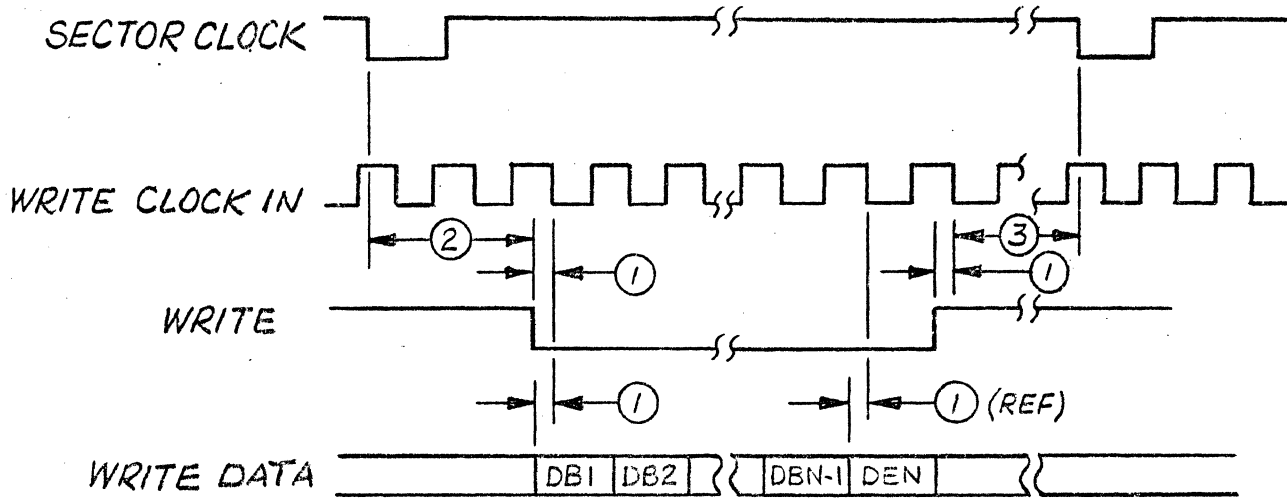 SECTOR CLOCK
WRITE CLOCK IN
2
3
1
1
WRITE
1
1 (REF)
WRITE DATA DB1 DB2 DBN-1 DEN